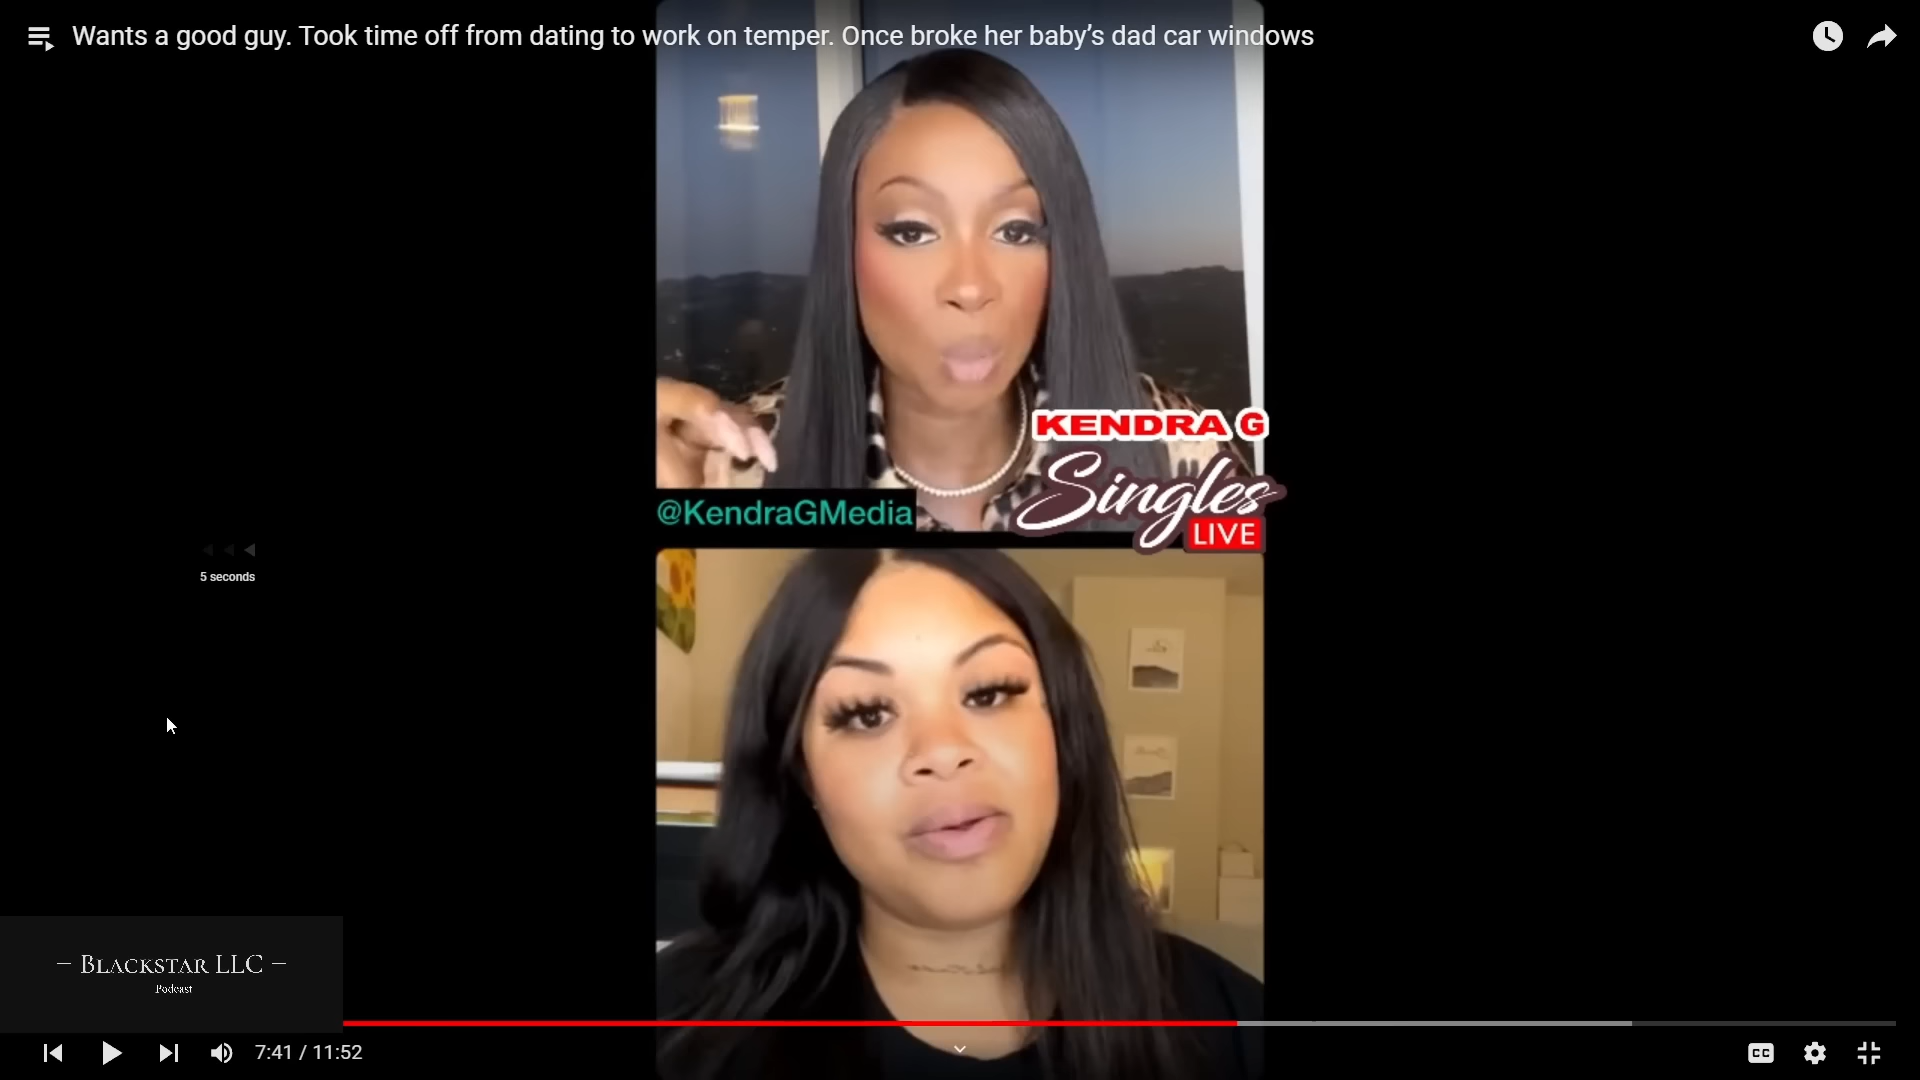 Wants a good guy. Took time off from dating to work on temper. Once broke her baby’s dad car windows
KENDRA G
Singles
LIVE
@KendraGMedia
5 seconds
— BLACKSTAR LLC —
Podcast
7:41 / 11:52
CC